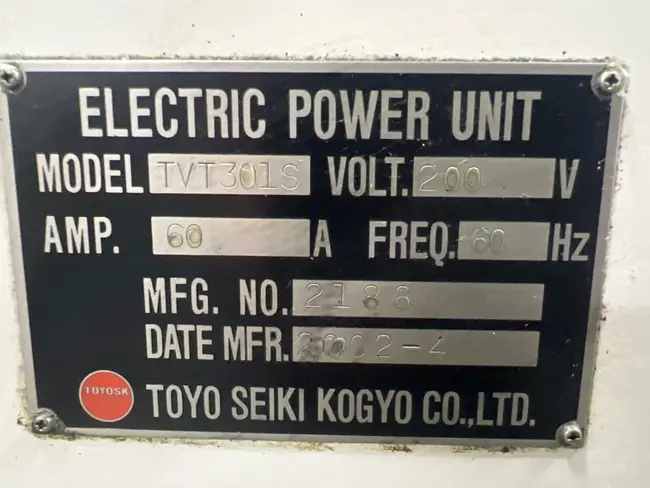 ELECTRIC POWER UNIT
MODEL TVT301S VOLT. 200 V
AMP. 60 A FREQ. 60 Hz
MFG. NO. 2188
DATE MFR. 2002-4
TOYOSK TOYO SEIKI KOGYO CO.,LTD.